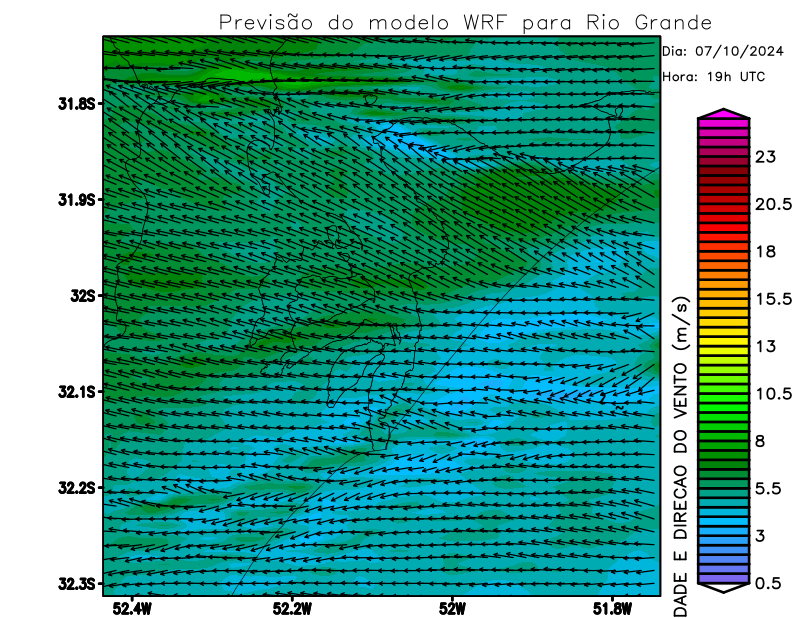 Previsão do modelo WRF para Rio Grande
Dia: 07/10/2024
Hora: 19h UTC
31.8S
31.9S
32S
32.1S
32.2S
32.3S
52.4W
52.2W
52W
51.8W
23
20.5
18
15.5
13
10.5
8
5.5
3
0.5
DADE E DIRECAO DO VENTO (m/s)